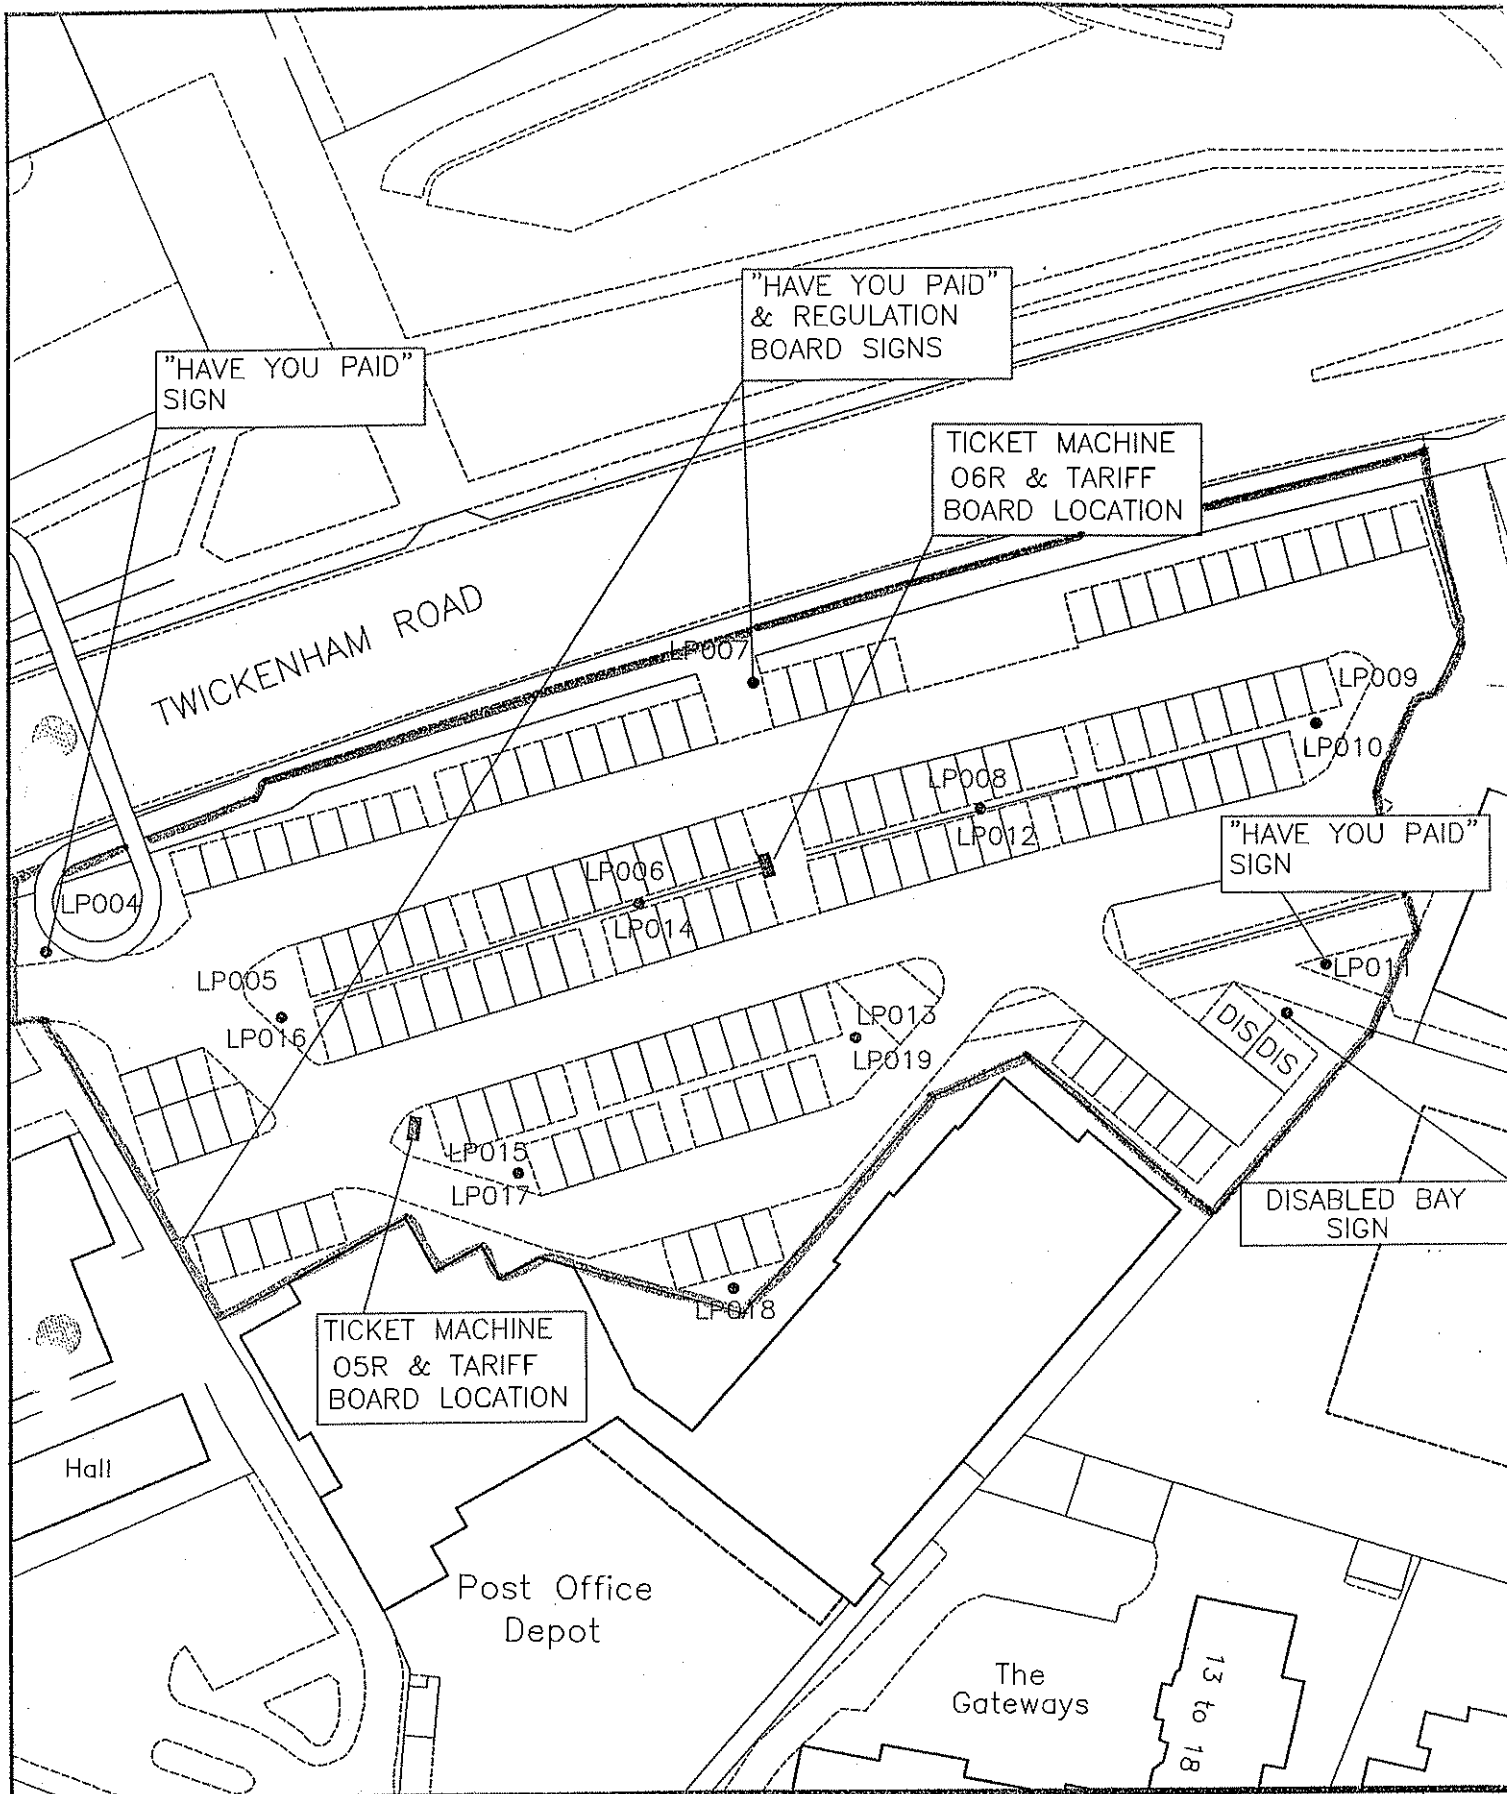 "HAVE YOU PAID"
& REGULATION
BOARD SIGNS
"HAVE YOU PAID"
SIGN
TICKET MACHINE
06R & TARIFF
BOARD LOCATION
TWICKENHAM ROAD
LP007
LP009
LP010
LP008
LP012
"HAVE YOU PAID"
SIGN
LP006
LP004
LP014
LP011
LP005
LP016
DIS
DIS
LP013
LP019
LP015
LP017
DISABLED BAY
SIGN
LP018
TICKET MACHINE
05R & TARIFF
BOARD LOCATION
Hall
Post Office
Depot
The
Gateways
13 to 18